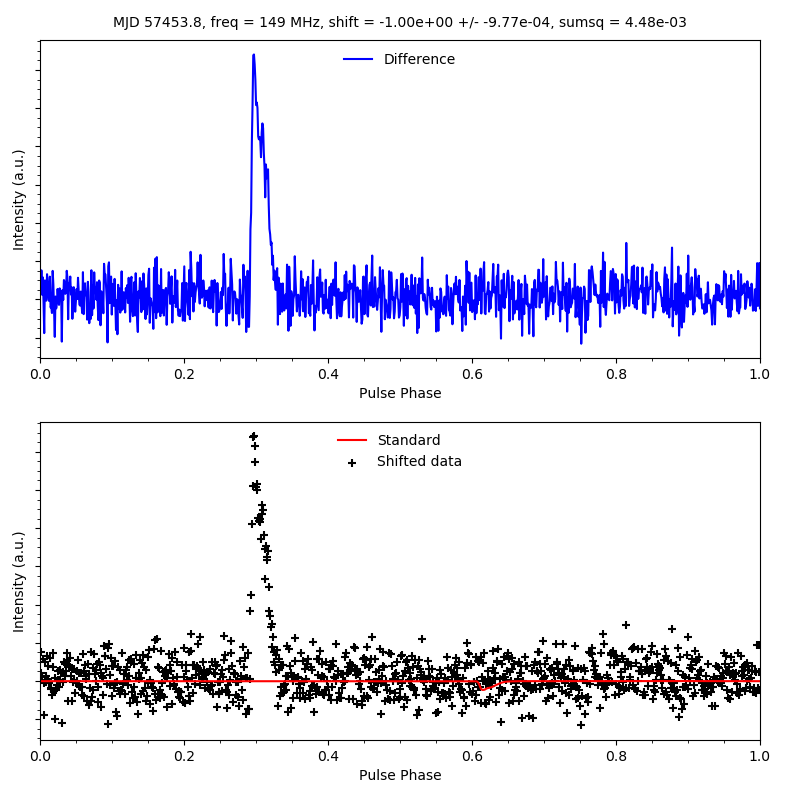 MJD 57453.8, freq = 149 MHz, shift = -1.00e+00 +/- -9.77e-04, sumsq = 4.48e-03
Difference
Intensity (a.u.)
0.0 0.2 0.4 0.6 0.8 1.0
Pulse Phase
Standard
Shifted data
Intensity (a.u.)
0.0 0.2 0.4 0.6 0.8 1.0
Pulse Phase